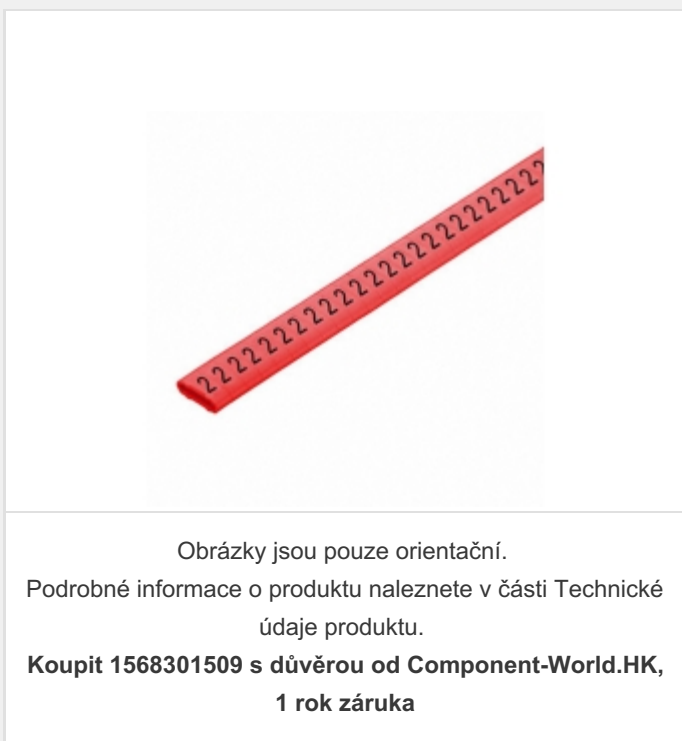 2222222222222222222222
Obrázky jsou pouze orientační.
Podrobné informace o produktu naleznete v části Technické
údaje produktu.
Koupit 1568301509 s důvěrou od Component-World.HK,
1 rok záruka